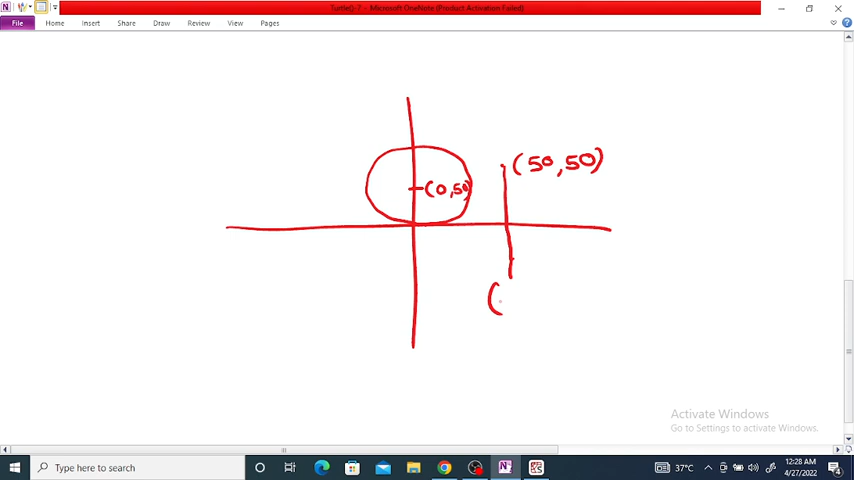 Turtle()-7 - Microsoft OneNote (Product Activation Failed)
File Home Insert Share Draw Review View Pages
(50,50)
(0,50)
(
Activate Windows
Go to Settings to activate Windows.
Type here to search
37°C
12:28 AM
4/27/2022
4